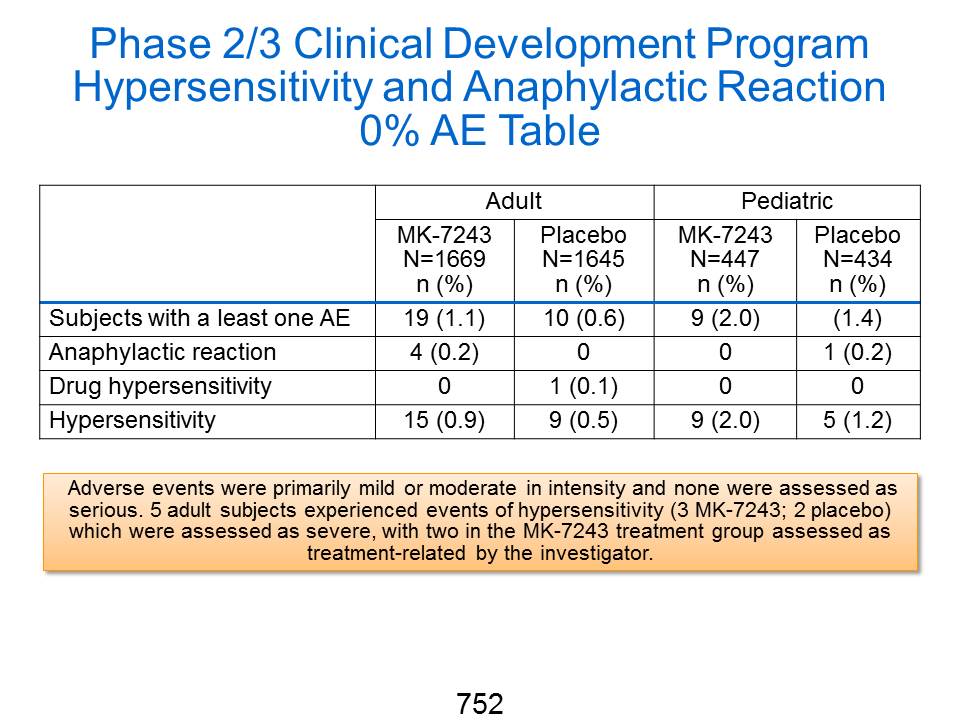 Phase 2/3 Clinical Development Program
Hypersensitivity and Anaphylactic Reaction
0% AE Table
Adult Pediatric
MK-7243 Placebo MK-7243 Placebo
N=1669 N=1645 N=447 N=434
n (%) n (%) n (%) n (%)
Subjects with a least one AE 19 (1.1) 10 (0.6) 9 (2.0) (1.4)
Anaphylactic reaction 4 (0.2) 0 0 1 (0.2)
Drug hypersensitivity 0 1 (0.1) 0 0
Hypersensitivity 15 (0.9) 9 (0.5) 9 (2.0) 5 (1.2)
Adverse events were primarily mild or moderate in intensity and none were assessed as
serious. 5 adult subjects experienced events of hypersensitivity (3 MK-7243; 2 placebo)
which were assessed as severe, with two in the MK-7243 treatment group assessed as
treatment-related by the investigator.
752